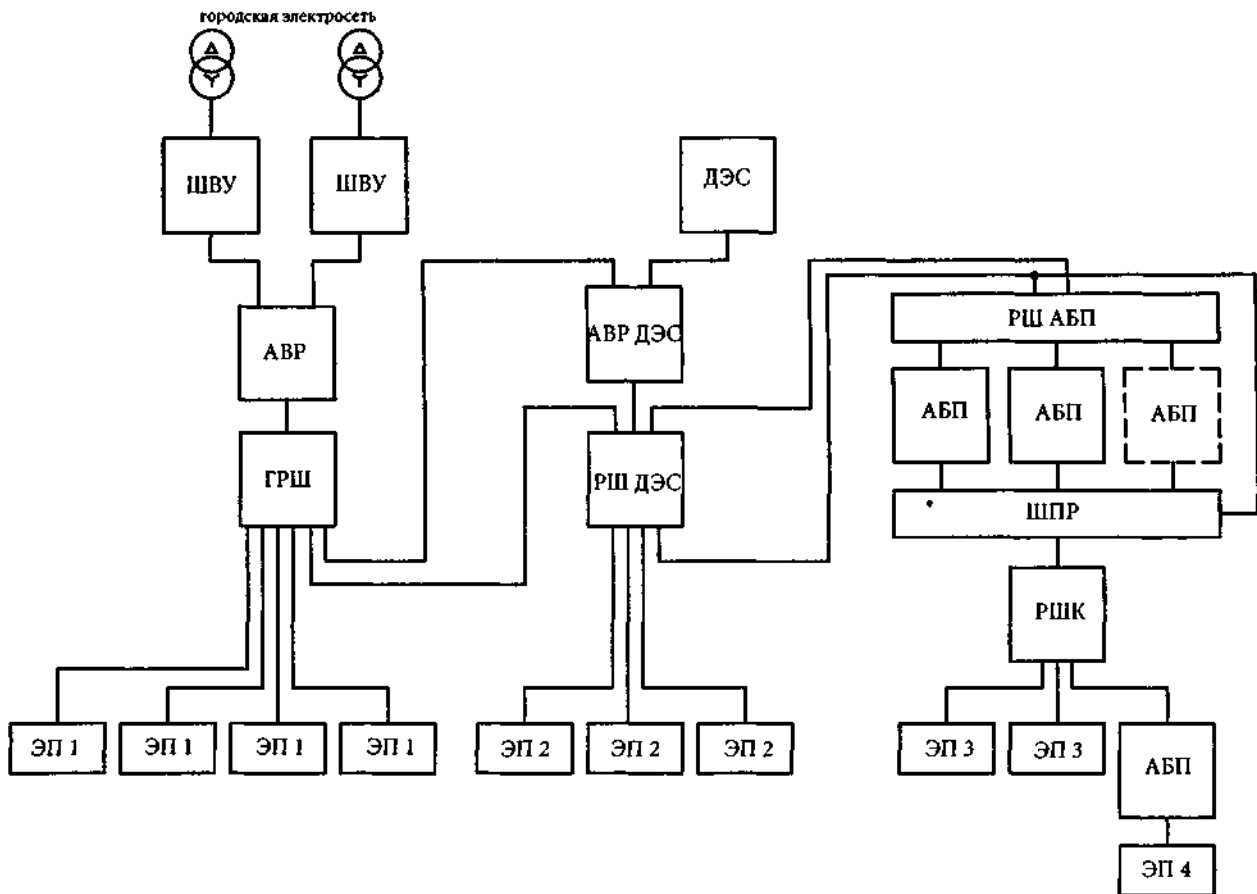 городская электросеть
Δ Δ
Y Y
ШВУ ШВУ ДЭС
РШ АБП
АВР АВР ДЭС
АБП АБП АБП
ГРШ РШ ДЭС
ШПР
РШК
ЭП 1 ЭП 1 ЭП 1 ЭП 1 ЭП 2 ЭП 2 ЭП 2 ЭП 3 ЭП 3
АБП
ЭП 4